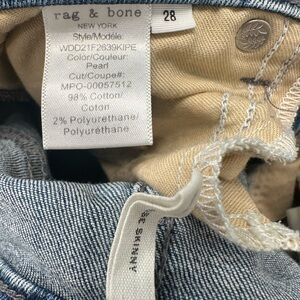 rag & bone
NEW YORK
Style/Modéle:
WDD21F2639KIPE
Color/Couleur:
Pearl
Cut/Coupe#:
MPO-00057512
98% Cotton/
Coton
2% Polyurethane/
Polyuréthane
28
SKINNY